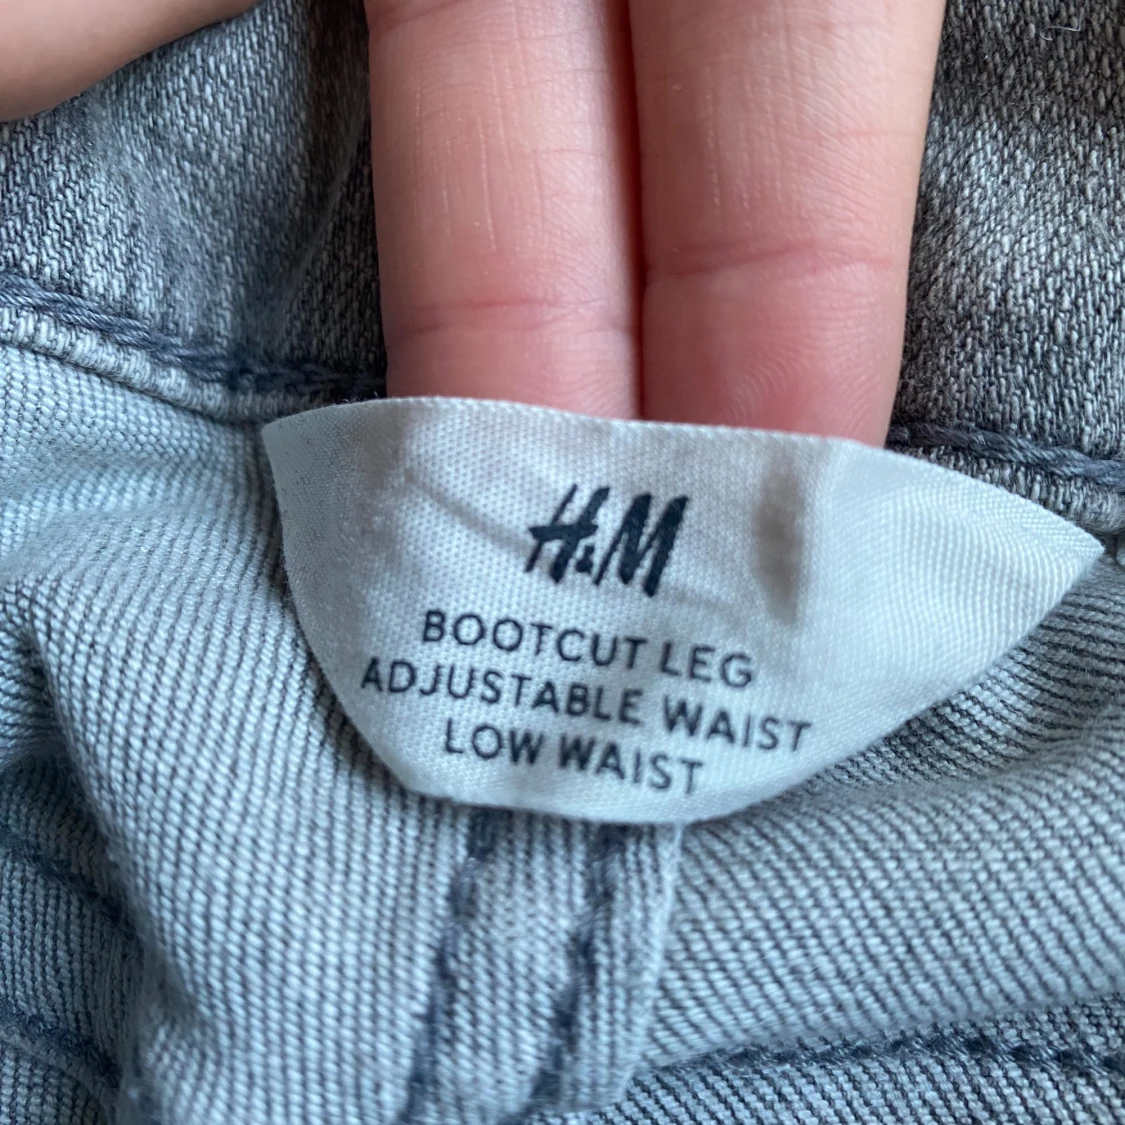 H&M
BOOTCUT LEG
ADJUSTABLE WAIST
LOW WAIST